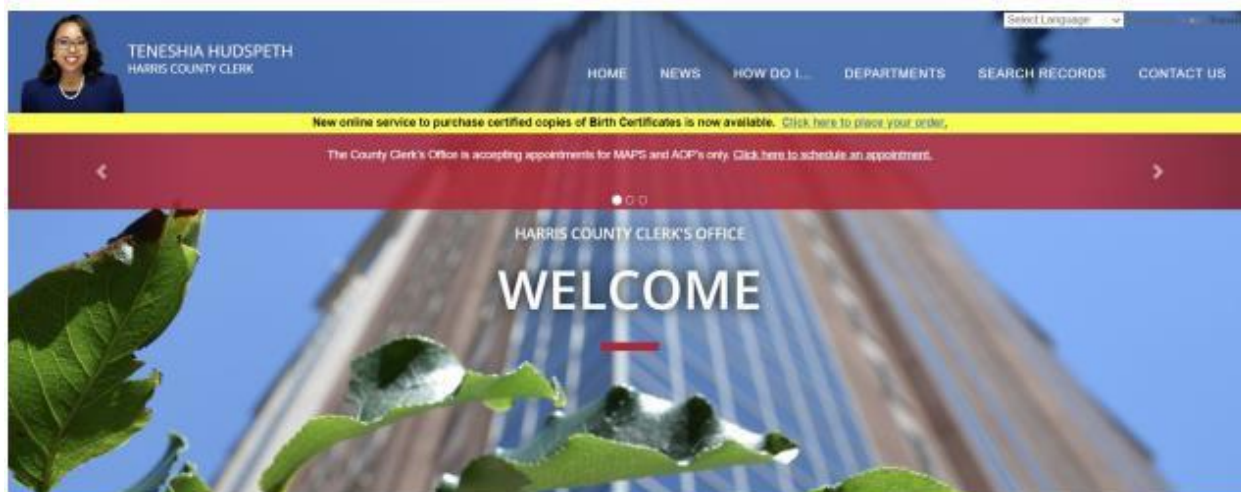 Select Language
TENESHIA HUDSPETH
HARRIS COUNTY CLERK
HOME NEWS HOW DO I... DEPARTMENTS SEARCH RECORDS CONTACT US
New online service to purchase certified copies of Birth Certificates is now available. Click here to place your order.
The County Clerk's Office is accepting appointments for MAPS and AOP's only. Click here to schedule an appointment.
HARRIS COUNTY CLERK'S OFFICE
WELCOME